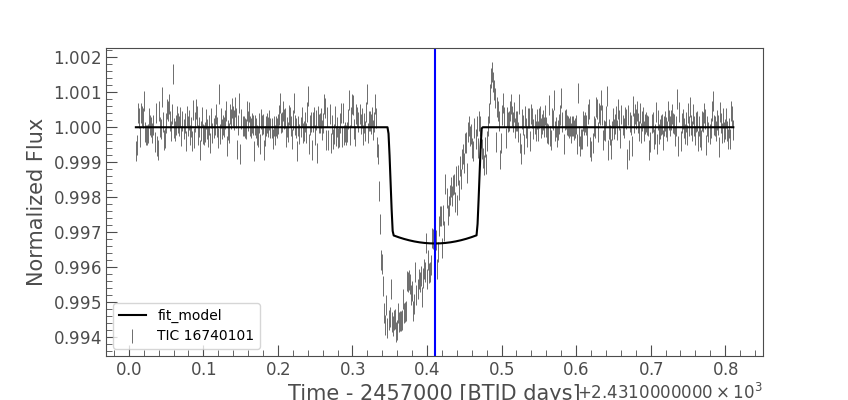 1.002
1.001
1.000
0.999
0.998
0.997
0.996
0.995
0.994
Normalized Flux
fit_model
TIC 16740101
0.0 0.1 0.2 0.3 0.4 0.5 0.6 0.7 0.8
Time - 2457000 [BTJD days]
+2.4310000000 × 10³